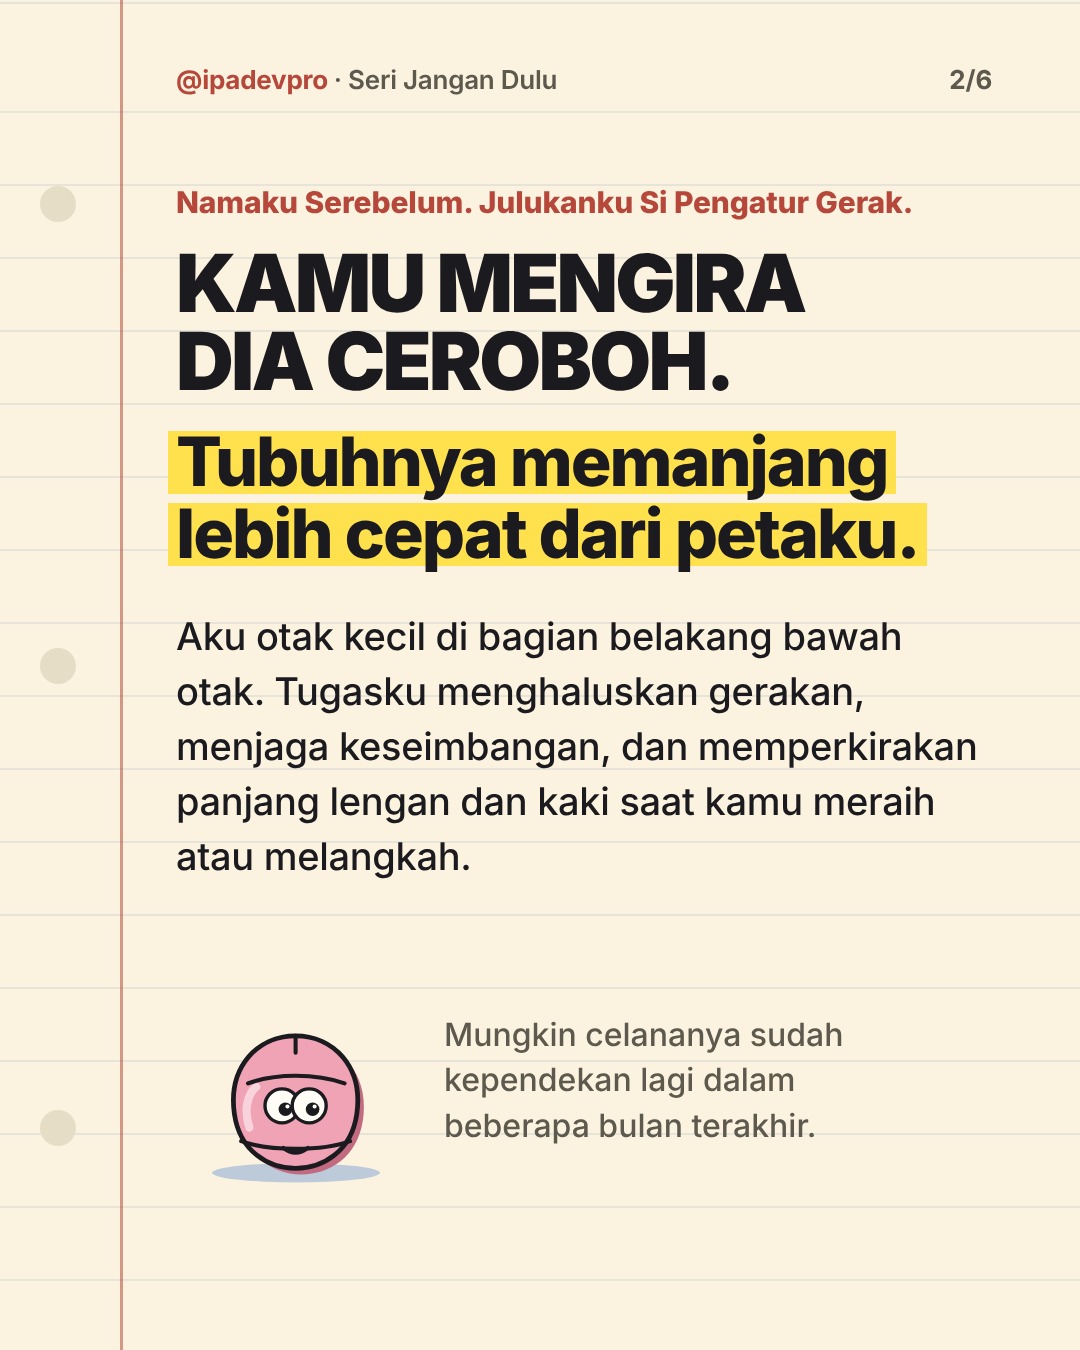 @ipadevpro · Seri Jangan Dulu
2/6
Namaku Serebelum. Julukanku Si Pengatur Gerak.
KAMU MENGIRA
DIA CEROBOH.
Tubuhnya memanjang
lebih cepat dari petaku.
Aku otak kecil di bagian belakang bawah
otak. Tugasku menghaluskan gerakan,
menjaga keseimbangan, dan memperkirakan
panjang lengan dan kaki saat kamu meraih
atau melangkah.
Mungkin celananya sudah
kependekan lagi dalam
beberapa bulan terakhir.